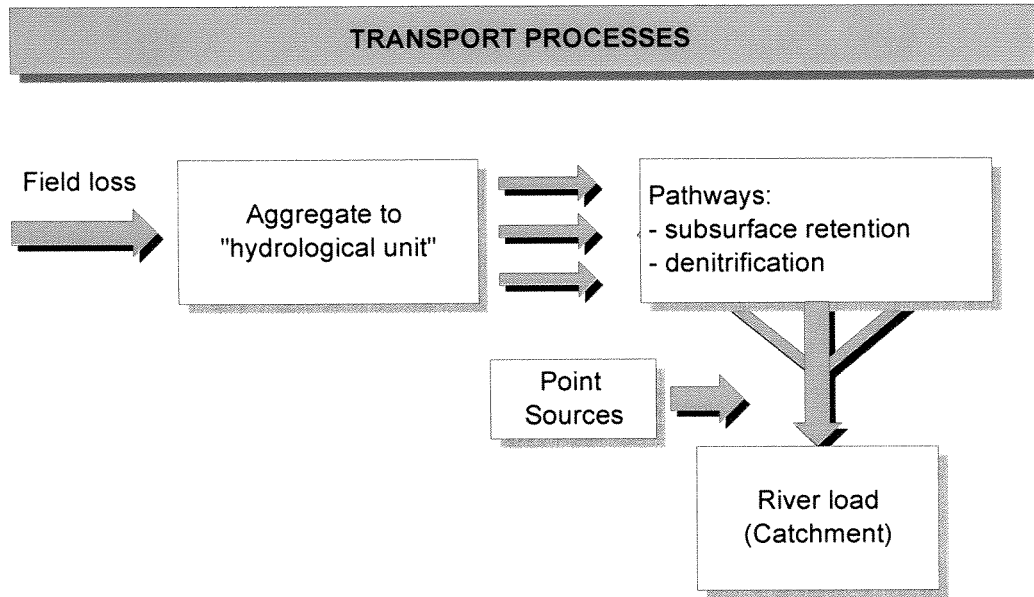 TRANSPORT PROCESSES
Field loss
Aggregate to
"hydrological unit"
Pathways:
- subsurface retention
- denitrification
Point
Sources
River load
(Catchment)